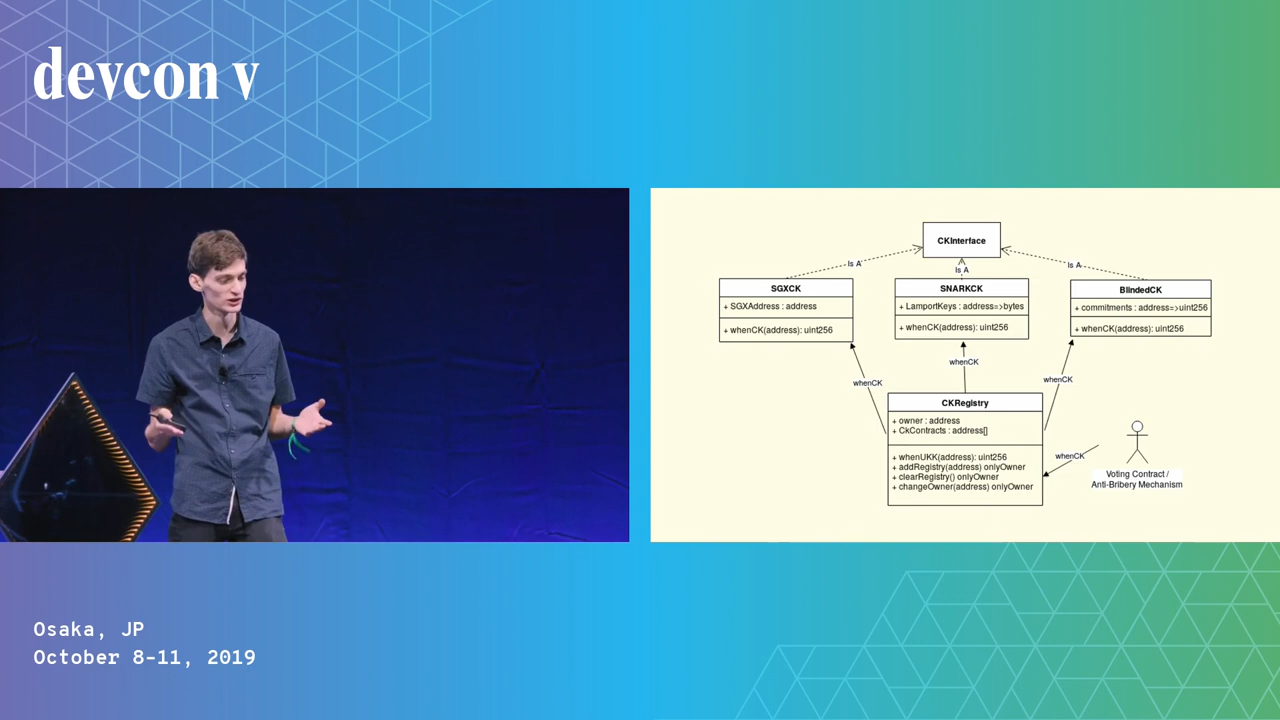 devcon v
CKInterface
Is A
Is A
Is A
SGXCK
+ SGXAddress : address
+ whenCK(address): uint256
SNARKCK
+ LamportKeys : address=>bytes
+ whenCK(address): uint256
BlindedCK
+ commitments : address=>uint256
+ whenCK(address): uint256
whenCK
whenCK
whenCK
CKRegistry
+ owner : address
+ CkContracts : address[]
+ whenUKK(address): uint256
+ addRegistry(address) onlyOwner
+ clearRegistry() onlyOwner
+ changeOwner(address) onlyOwner
whenCK
Voting Contract /
Anti-Bribery Mechanism
Osaka, JP
October 8-11, 2019